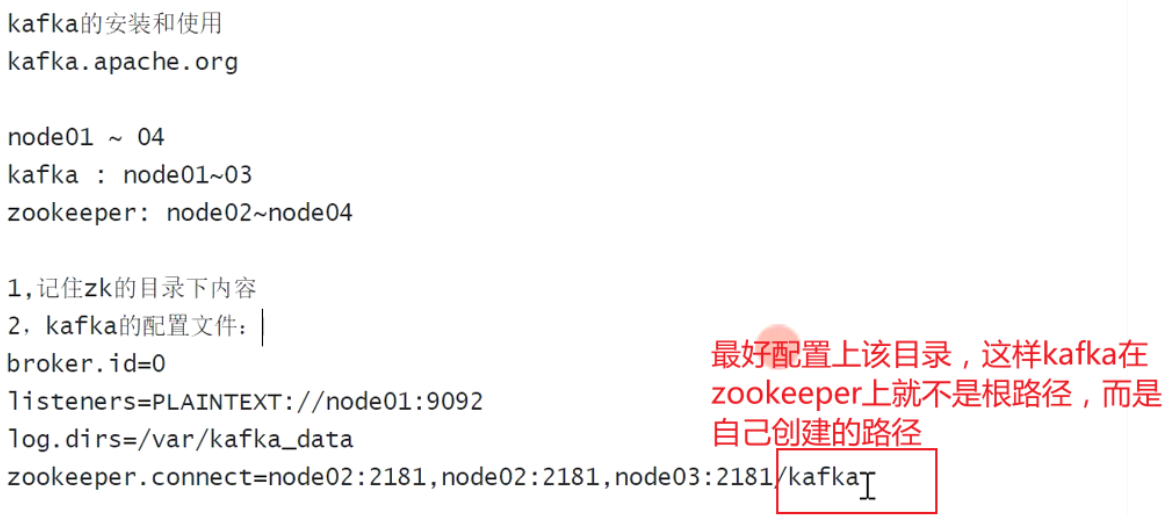 kafka的安装和使用
kafka.apache.org
node01 ~ 04
kafka : node01~03
zookeeper: node02~node04
1,记住zk的目录下内容
2，kafka的配置文件：
broker.id=0
listeners=PLAINTEXT://node01:9092
log.dirs=/var/kafka_data
zookeeper.connect=node02:2181,node02:2181,node03:2181/kafka
最好配置上该目录，这样kafka在
zookeeper上就不是根路径，而是
自己创建的路径